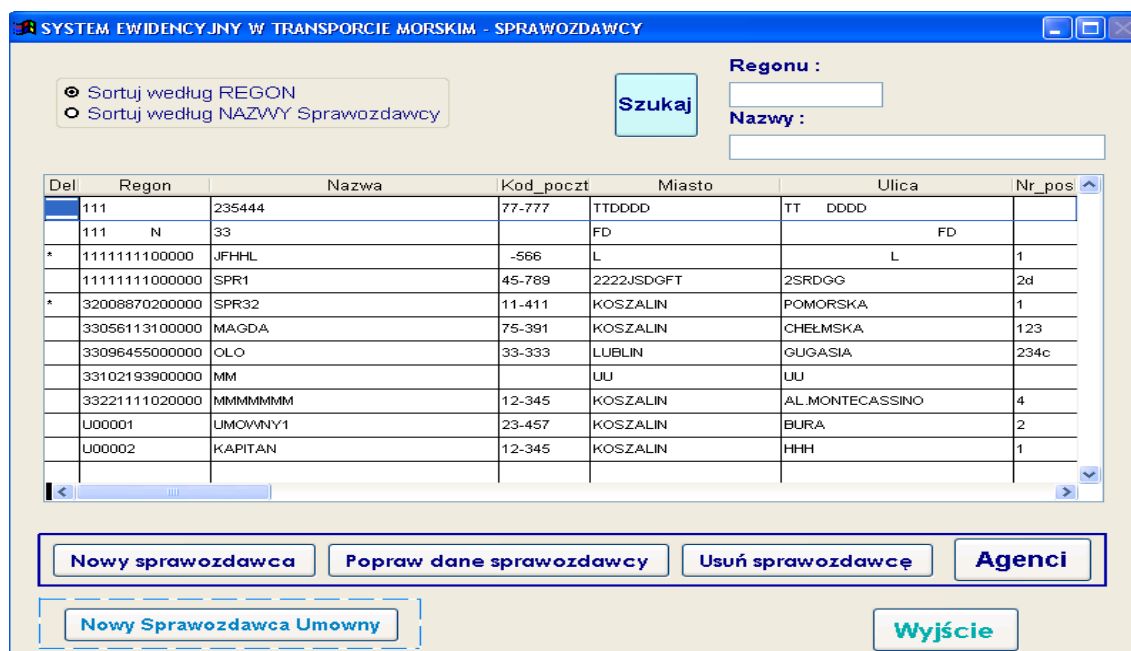 SYSTEM EWIDENCYJNY W TRANSPORCIE MORSKIM - SPRAWOZDAWCY
Regonu :
Sortuj według REGON
Sortuj według NAZWY Sprawozdawcy
Szukaj
Nazwy :
Del Regon Nazwa Kod_poczt Miasto Ulica Nr_pos
111 235444 77-777 TTDDDD TT DDDD
111 N 33 FD FD
* 1111111100000 JFHHL -566 L L 1
11111111000000 SPR1 45-789 2222JSDGFT 2SRDGG 2d
* 32008870200000 SPR32 11-411 KOSZALIN POMORSKA 1
33056113100000 MAGDA 75-391 KOSZALIN CHEŁMSKA 123
33096455000000 OLO 33-333 LUBLIN GUGASIA 234c
33102193900000 MM UU UU
33221111020000 MMMMMMM 12-345 KOSZALIN AL.MONTECASSINO 4
U00001 UMOWNY1 23-457 KOSZALIN BURA 2
U00002 KAPITAN 12-345 KOSZALIN HHH 1
Nowy sprawozdawca Popraw dane sprawozdawcy Usuń sprawozdawcę Agenci
Nowy Sprawozdawca Umowny Wyjście